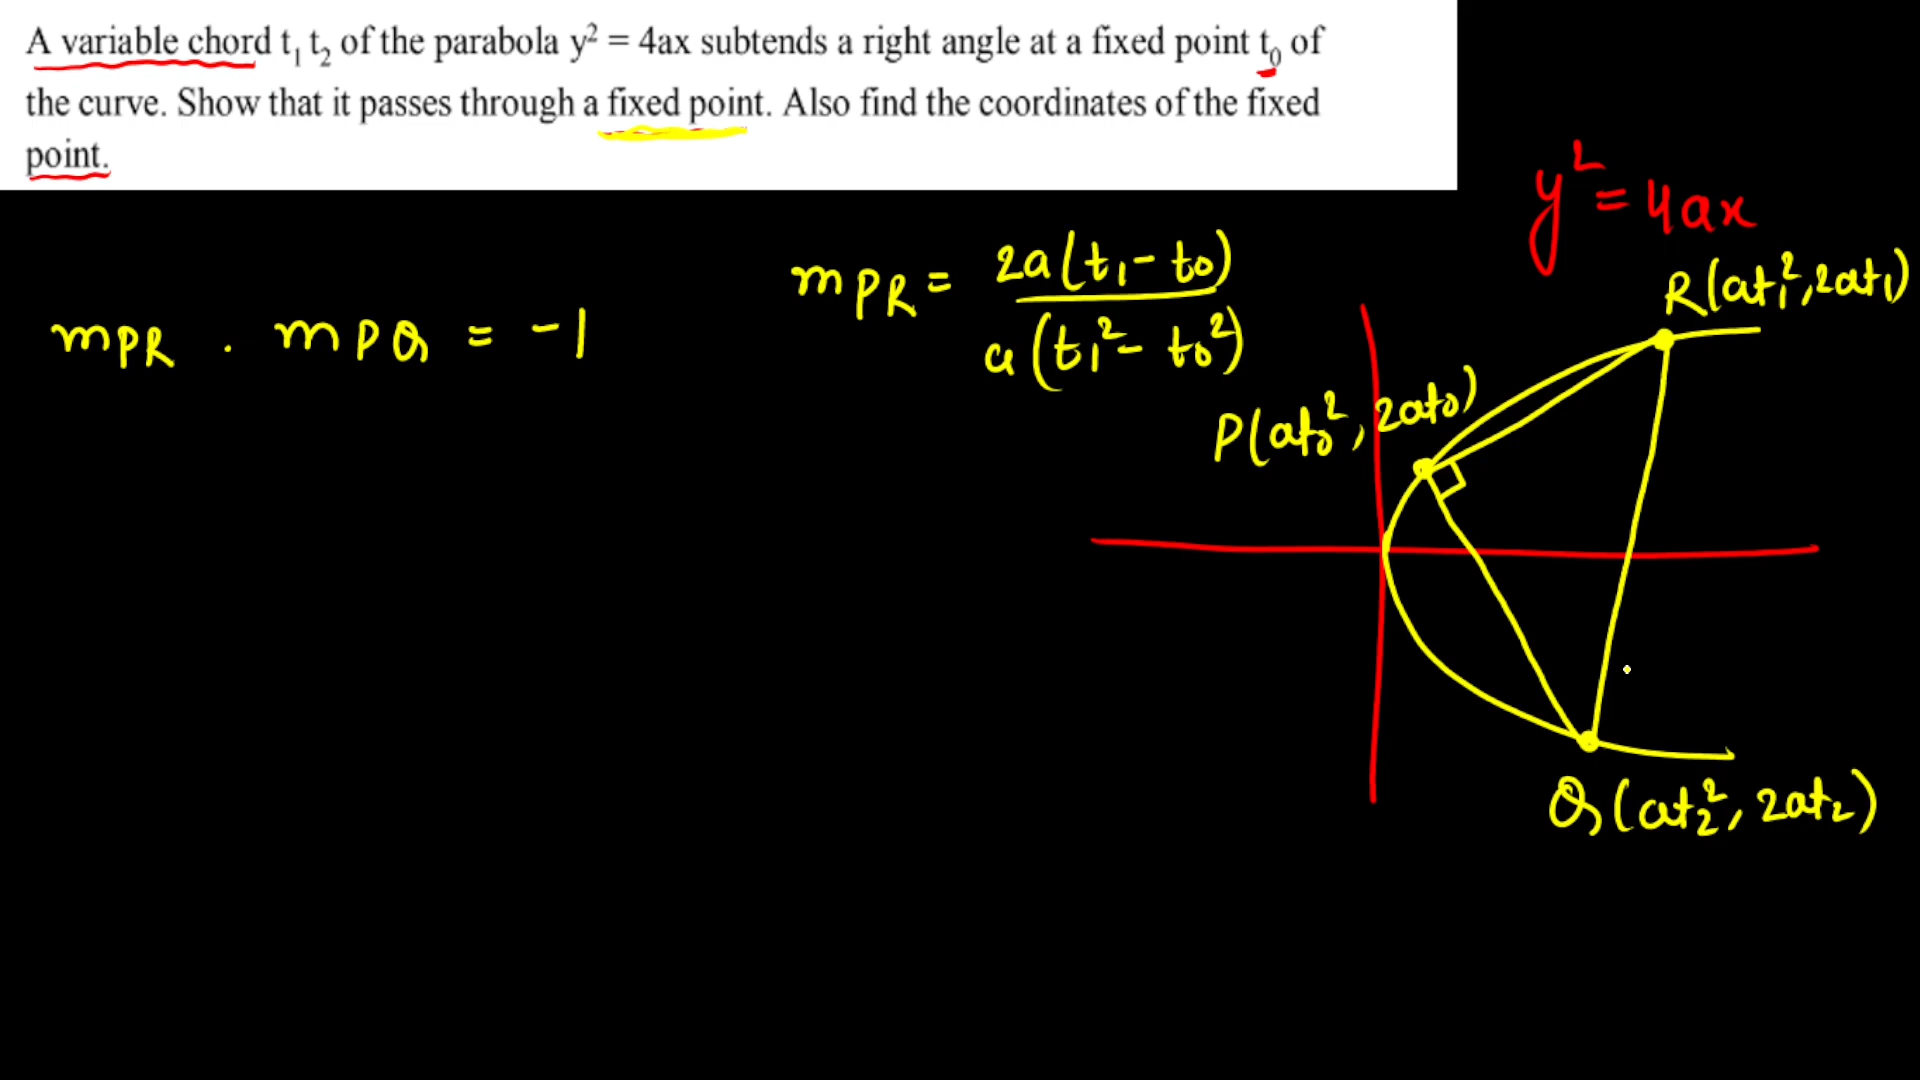 A variable chord t₁ t₂ of the parabola y² = 4ax subtends a right angle at a fixed point t₀ of
the curve. Show that it passes through a fixed point. Also find the coordinates of the fixed
point.
y² = 4ax
mPR = 2a(t₁ - t₀) / a(t₁² - t₀²)
mPR . mPQ = -1
R(at₁², 2at₁)
P(at₀², 2at₀)
Q(at₂², 2at₂)